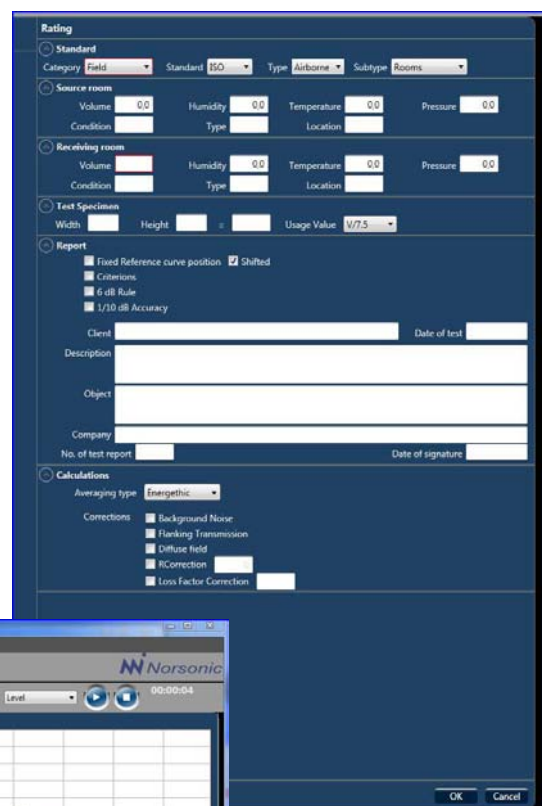 Rating
Standard
Category Field Standard ISO Type Airborne Subtype Rooms
Source room
Volume 0,0 Humidity 0,0 Temperature 0,0 Pressure 0,0
Condition Type Location
Receiving room
Volume Humidity 0,0 Temperature 0,0 Pressure 0,0
Condition Type Location
Test Specimen
Width Height = Usage Value V/7.5
Report
Fixed Reference curve position Shifted
Criterions
6 dB Rule
1/10 dB Accuracy
Client Date of test
Description
Object
Company
No. of test report Date of signature
Calculations
Averaging type Energethic
Corrections Background Noise
Flanking Transmission
Diffuse field
RCorrection
Loss Factor Correction
Norsonic
Level 00:00:04
OK Cancel